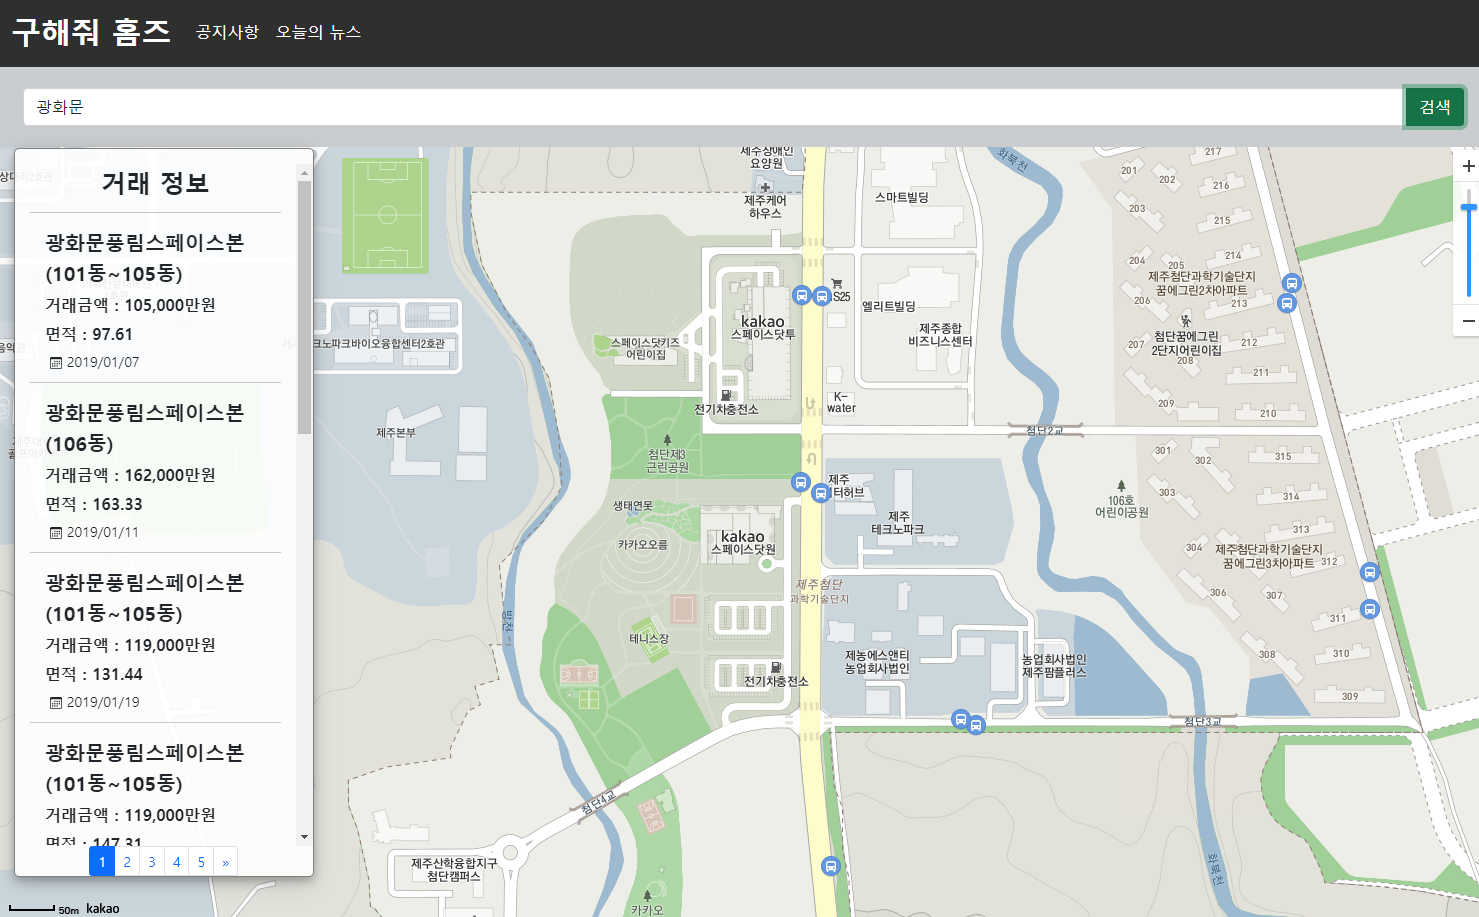 구해줘 홈즈
공지사항
오늘의 뉴스
광화문
검색
거래 정보
광화문풍림스페이스본
(101동~105동)
거래금액 : 105,000만원
면적 : 97.61
2019/01/07
광화문풍림스페이스본
(106동)
거래금액 : 162,000만원
면적 : 163.33
2019/01/11
광화문풍림스페이스본
(101동~105동)
거래금액 : 119,000만원
면적 : 131.44
2019/01/19
광화문풍림스페이스본
(101동~105동)
거래금액 : 119,000만원
면적 : 147.31
1 2 3 4 5 »
50m kakao
제주장애인
요양원
제주케어
하우스
스마트빌딩
화북천
217
201
202
216
203
215
214
204
205
제주첨단과학기술단지
꿈에그린2차아파트
206
213
첨단꿈에그린
2단지어린이집
207
208
212
211
209
210
S25
엘리트빌딩
제주종합
비즈니스센터
kakao
스페이스닷투
스페이스닷키즈
어린이집
크노파크바이오융합센터2호관
K-
water
전기차충전소
제주본부
첨단제3
근린공원
첨단2교
301
302
315
303
314
313
304
312
제주첨단과학기술단지
꿈에그린3차아파트
306
307
311
308
310
309
106호
어린이공원
제주
터허브
제주
테크노파크
생태연못
카카오오름
kakao
스페이스닷원
제주첨단
과학기술단지
테니스장
전기차충전소
제농에스앤티
농업회사법인
농업회사법인
제주팜플러스
첨단3교
첨단4교
제주산학융합지구
첨단캠퍼스
카카오
화북천